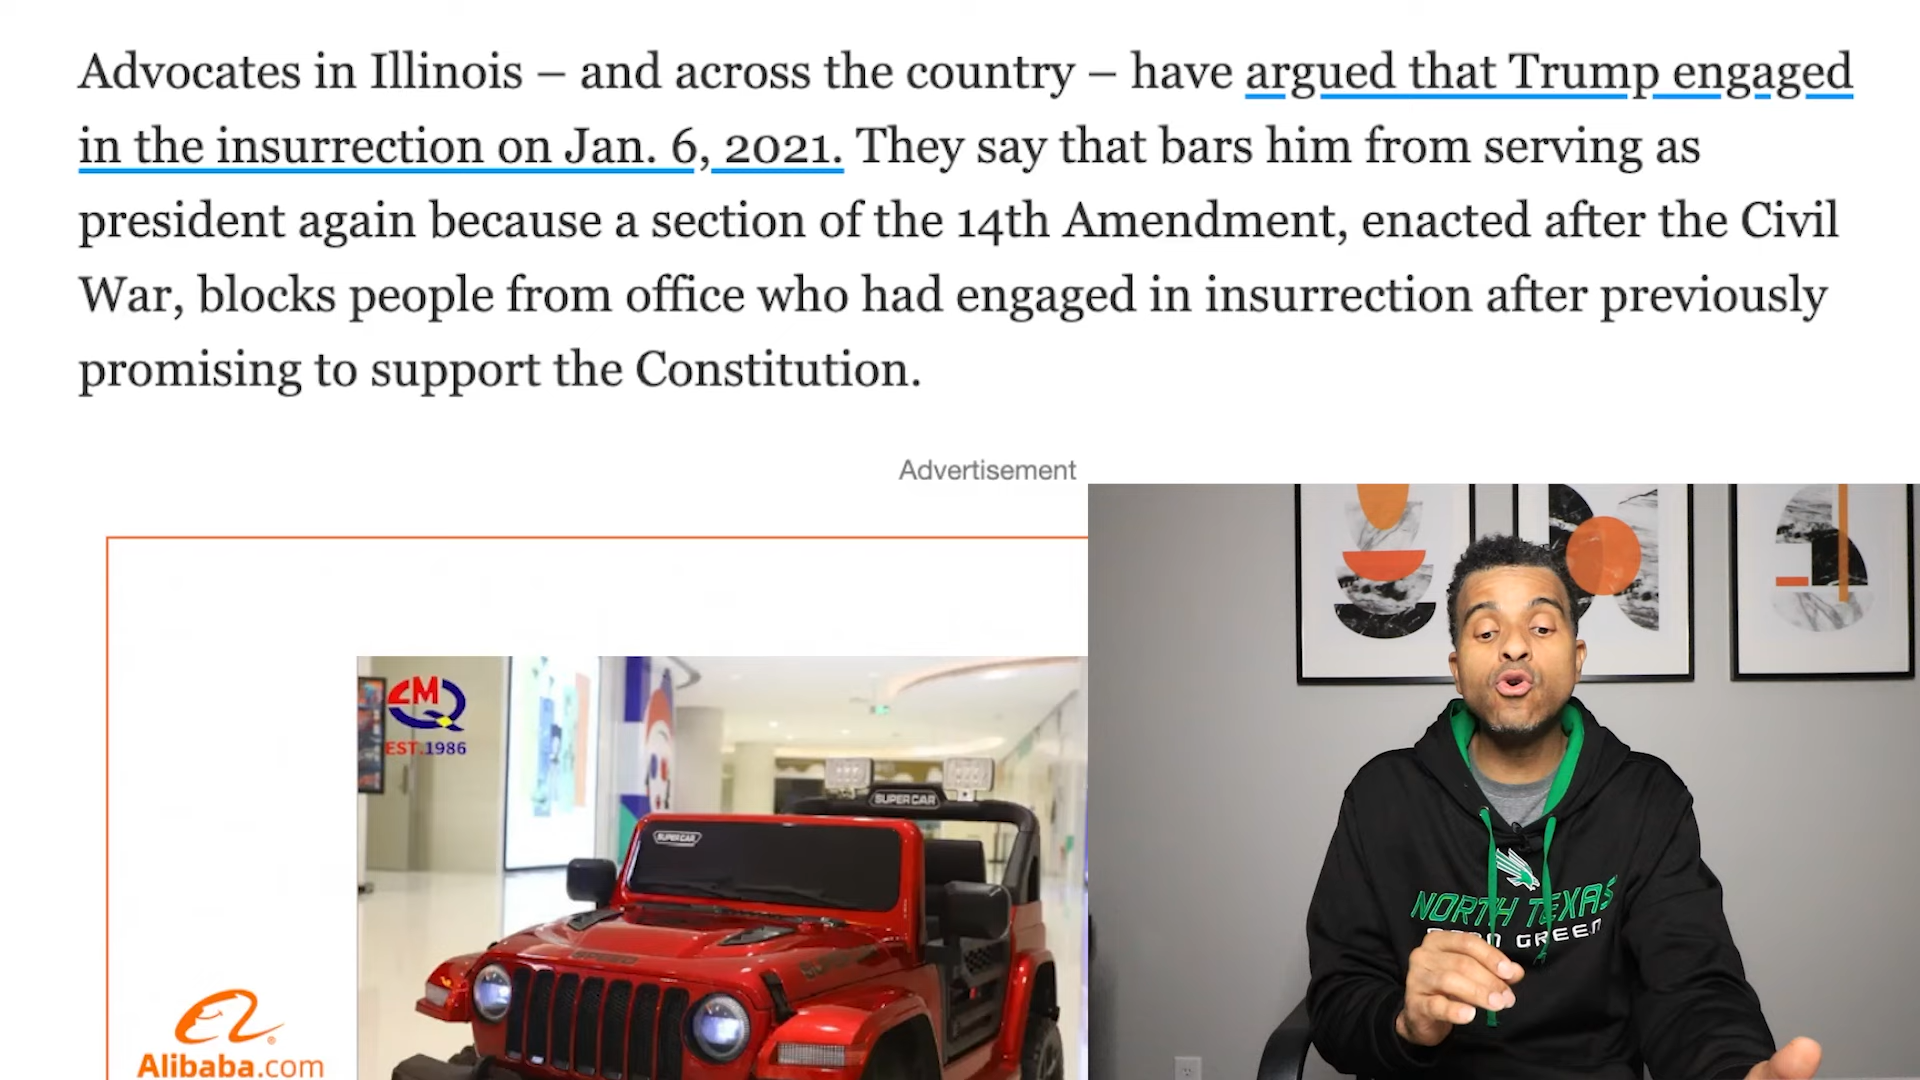 Advocates in Illinois – and across the country – have argued that Trump engaged
in the insurrection on Jan. 6, 2021. They say that bars him from serving as
president again because a section of the 14th Amendment, enacted after the Civil
War, blocks people from office who had engaged in insurrection after previously
promising to support the Constitution.
Advertisement
LMQ
EST.1986
SUPER CAR
SUPER CAR
NORTH TEXAS
GREEN
Alibaba.com